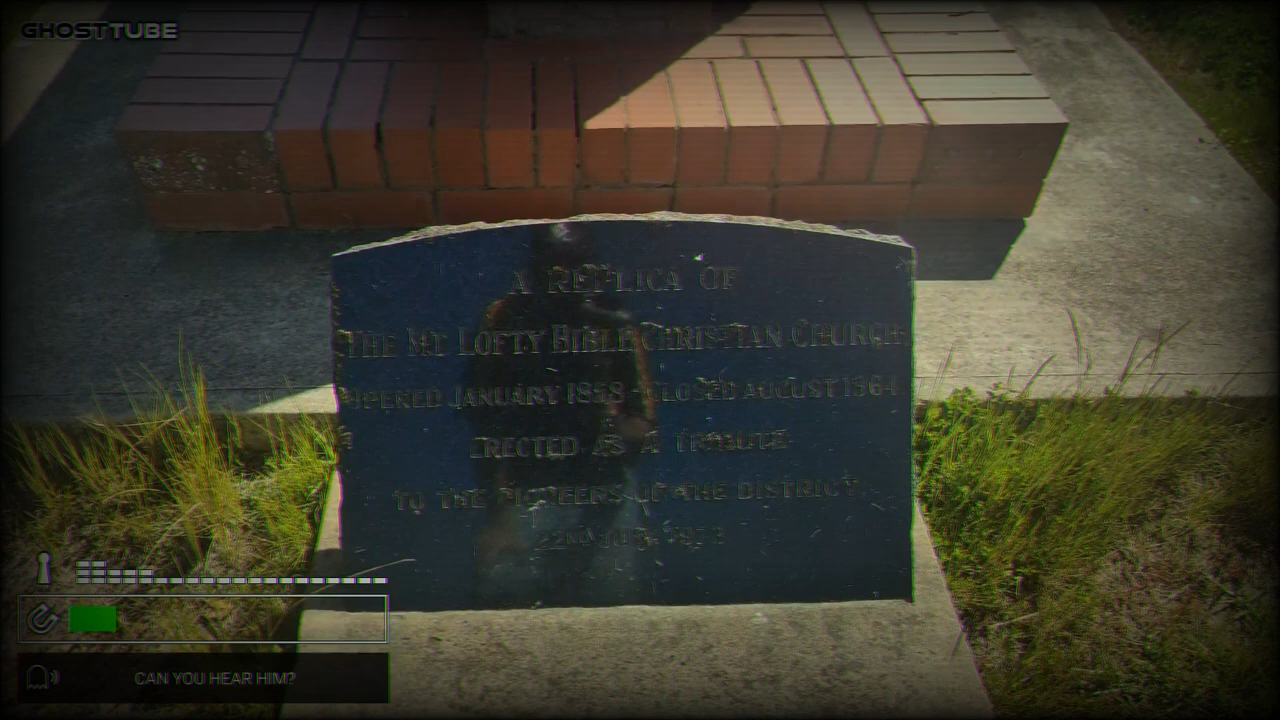 GHOSTTUBE
A REPLICA OF
THE MT LOFTY BIBLE CHRISTIAN CHURCH
OPENED JANUARY 1858 - CLOSED AUGUST 1964
ERECTED AS A TRIBUTE
TO THE PIONEERS OF THE DISTRICT.
CAN YOU HEAR HIM?